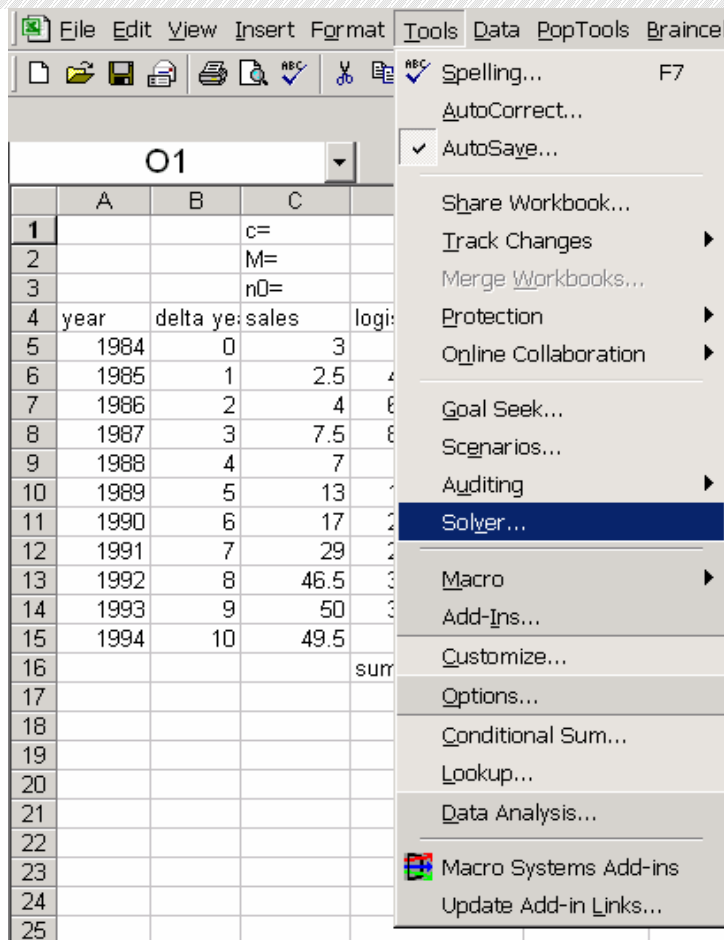 File Edit View Insert Format Tools Data PopTools Braince
ABC ABC Spelling... F7
AutoCorrect...
O1 AutoSave...
A B C
Share Workbook...
1 c= Track Changes
2 M= Merge Workbooks...
3 n0=
4 year delta ye sales logi Protection
5 1984 0 3 Online Collaboration
6 1985 1 2.5
7 1986 2 4 Goal Seek...
8 1987 3 7.5 Scenarios...
9 1988 4 7
10 1989 5 13 Auditing
11 1990 6 17 Solver...
12 1991 7 29
13 1992 8 46.5 Macro
14 1993 9 50 Add-Ins...
15 1994 10 49.5
16 sum Customize...
17 Options...
18 Conditional Sum...
19
20 Lookup...
21 Data Analysis...
22
23 Macro Systems Add-ins
24 Update Add-in Links...
25